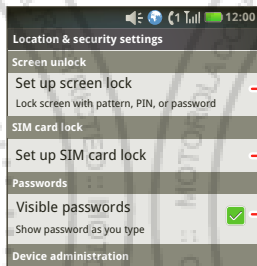 12:00
Location & security settings
Screen unlock
Set up screen lock
Lock screen with pattern, PIN, or password
SIM card lock
Set up SIM card lock
Passwords
Visible passwords
Show password as you type
Device administration